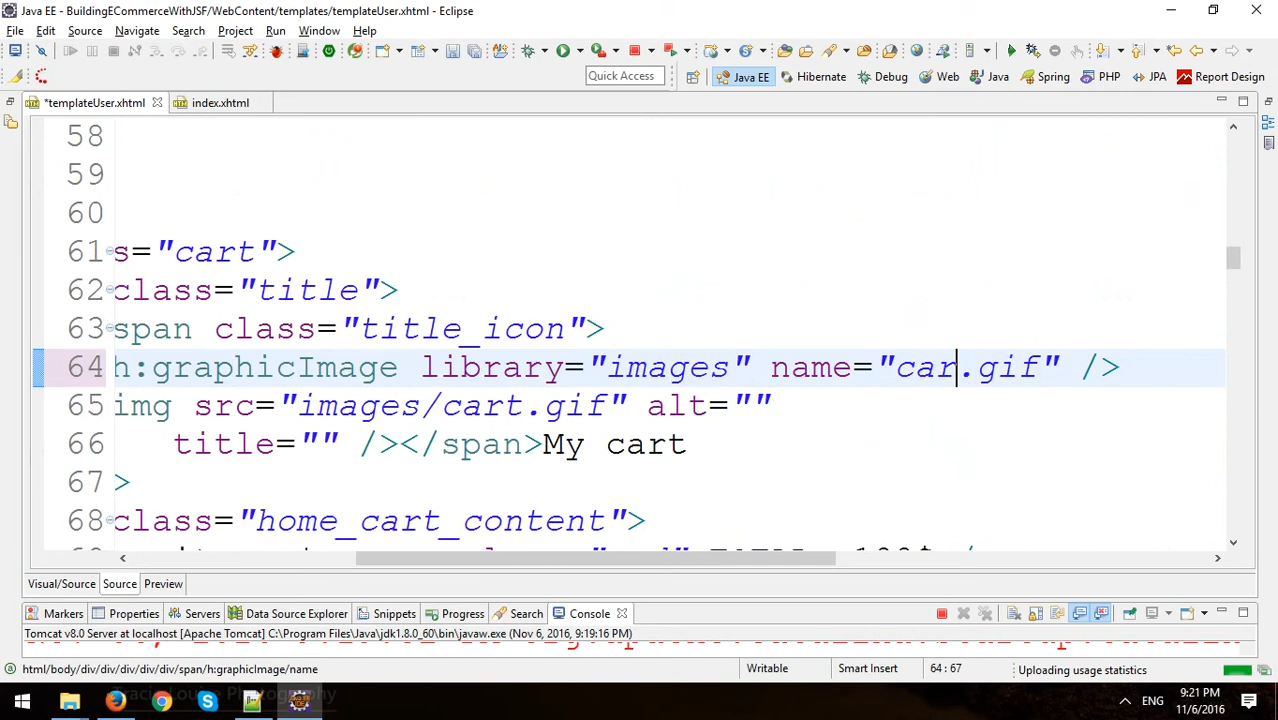 Java EE - BuildingECommerceWithJSF/WebContent/templates/templateUser.xhtml - Eclipse
File Edit Source Navigate Search Project Run Window Help
Quick Access Java EE Hibernate Debug Web Java Spring PHP JPA Report Design
*templateUser.xhtml index.xhtml
58
59
60
61 s="cart">
62 class="title">
63 span class="title_icon">
64 h:graphicImage library="images" name="car.gif" />
65 img src="images/cart.gif" alt=""
66 title="" /></span>My cart
67 >
68 class="home_cart_content">
Visual/Source Source Preview
Markers Properties Servers Data Source Explorer Snippets Progress Search Console
Tomcat v8.0 Server at localhost [Apache Tomcat] C:\Program Files\Java\jdk1.8.0_60\bin\javaw.exe (Nov 6, 2016, 9:19:16 PM)
html/body/div/div/div/div/div/span/h:graphicImage/name Writable Smart Insert 64 : 67 Uploading usage statistics
ENG 9:21 PM
11/6/2016